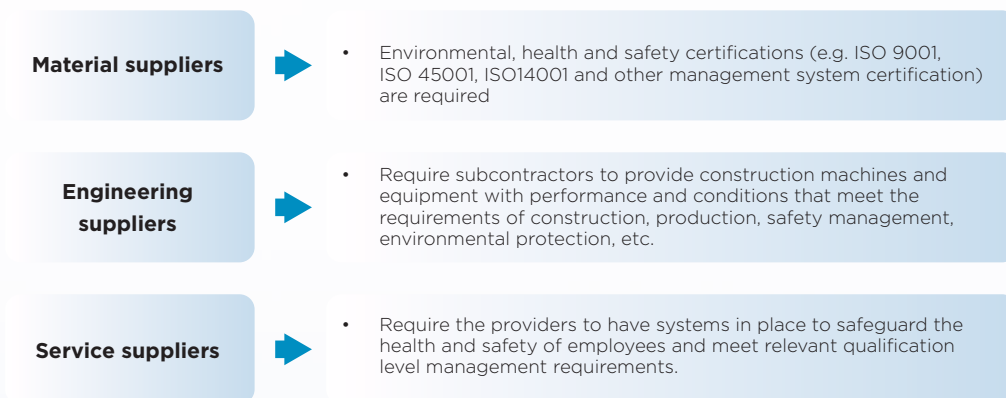 Material suppliers
• Environmental, health and safety certifications (e.g. ISO 9001,
ISO 45001, ISO14001 and other management system certification)
are required
Engineering
suppliers
• Require subcontractors to provide construction machines and
equipment with performance and conditions that meet the
requirements of construction, production, safety management,
environmental protection, etc.
Service suppliers
• Require the providers to have systems in place to safeguard the
health and safety of employees and meet relevant qualification
level management requirements.